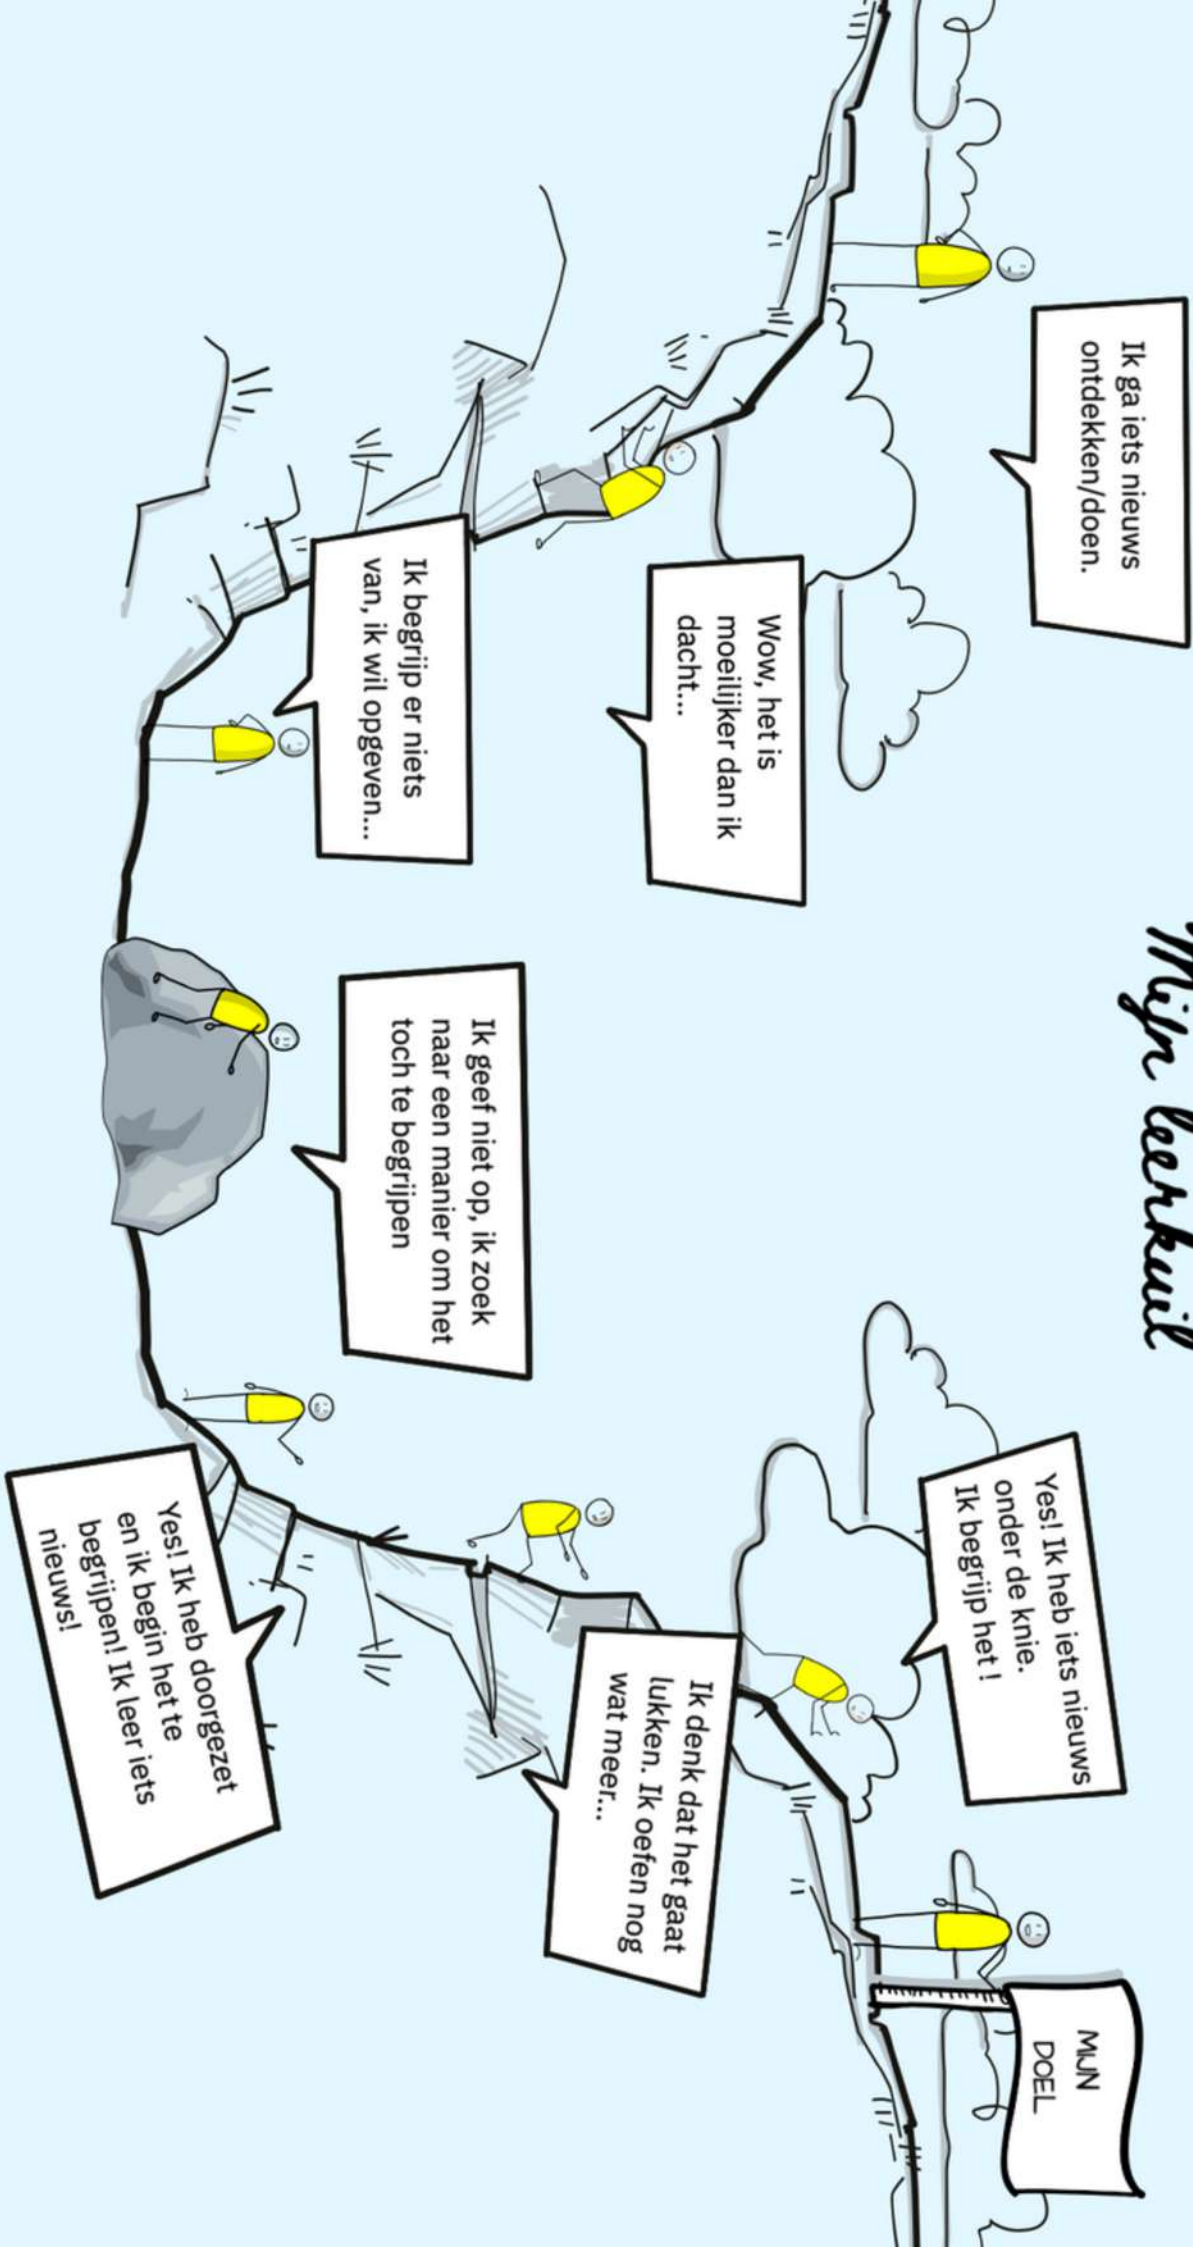 Mijn leerkuil
Ik ga iets nieuws
ontdekken/doen.
Wow, het is
moeilijker dan ik
dacht...
Ik begrijp er niets
van, ik wil opgeven...
Ik geef niet op, ik zoek
naar een manier om het
toch te begrijpen
Yes! Ik heb doorgezet
en ik begin het te
begrijpen! Ik leer iets
nieuws!
Ik denk dat het gaat
lukken. Ik oefen nog
wat meer...
Yes! Ik heb iets nieuws
onder de knie.
Ik begrijp het !
MIJN
DOEL